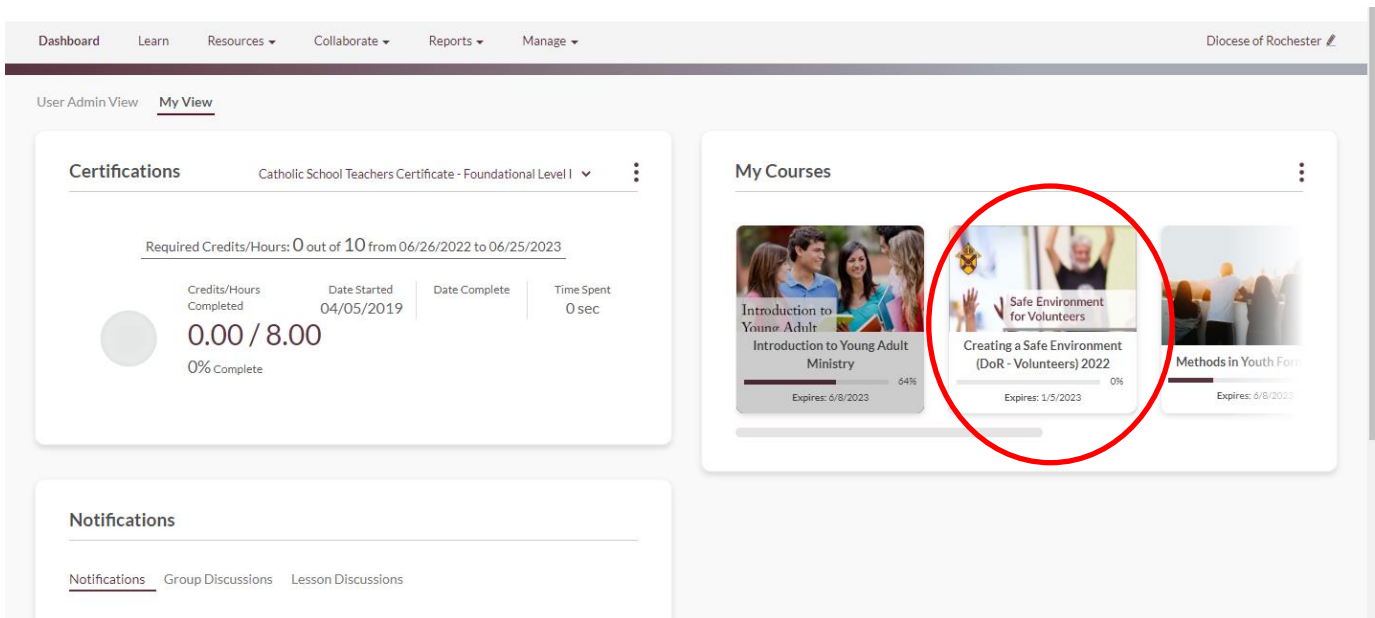 Dashboard Learn Resources Collaborate Reports Manage Diocese of Rochester
User Admin View My View
Certifications Catholic School Teachers Certificate - Foundational Level I
Required Credits/Hours: 0 out of 10 from 06/26/2022 to 06/25/2023
Credits/Hours
Completed
0.00 / 8.00
0% Complete
Date Started
04/05/2019
Date Complete
Time Spent
0 sec
My Courses
Introduction to
Young Adult
Introduction to Young Adult
Ministry
64%
Expires: 6/8/2023
Safe Environment
for Volunteers
Creating a Safe Environment
(DoR - Volunteers) 2022
0%
Expires: 1/5/2023
Methods in Youth For
Expires: 6/8/2023
Notifications
Notifications Group Discussions Lesson Discussions